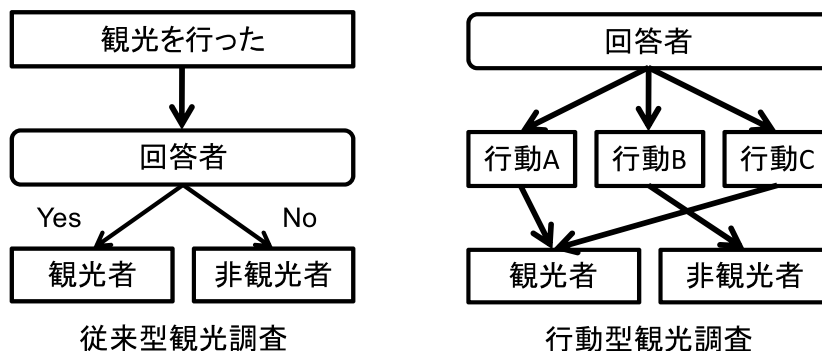 観光を行った
回答者
Yes
No
観光者
非観光者
従来型観光調査
回答者
行動A
行動B
行動C
観光者
非観光者
行動型観光調査